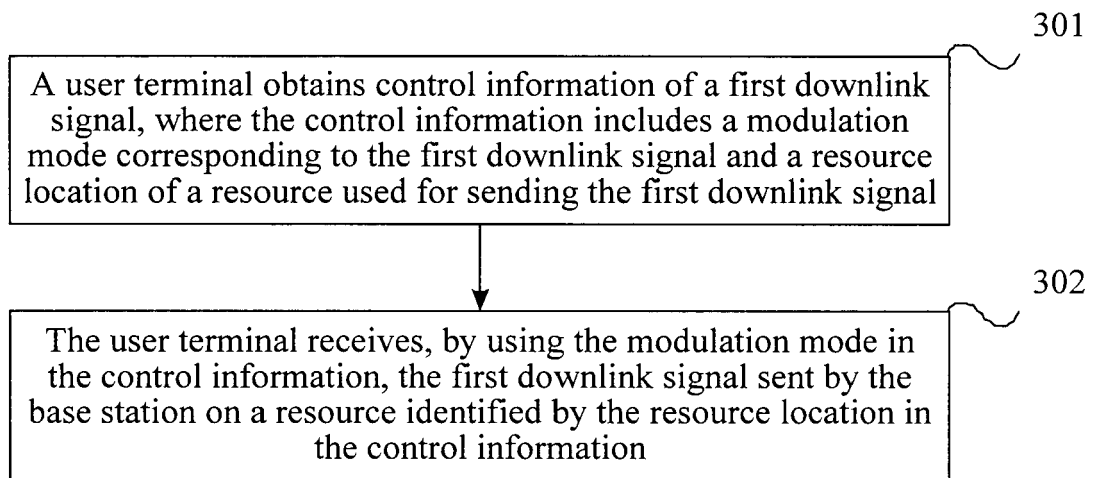 301
A user terminal obtains control information of a first downlink
signal, where the control information includes a modulation
mode corresponding to the first downlink signal and a resource
location of a resource used for sending the first downlink signal
302
The user terminal receives, by using the modulation mode in
the control information, the first downlink signal sent by the
base station on a resource identified by the resource location in
the control information